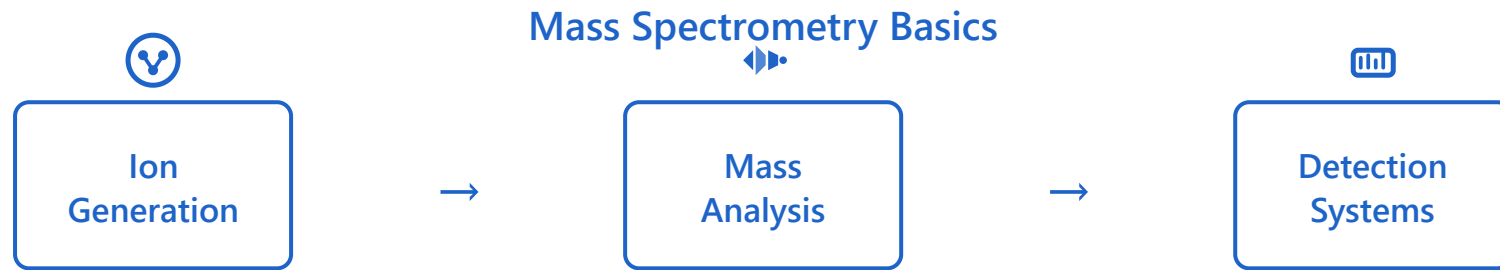 Mass Spectrometry Basics
Ion
Generation
→
Mass
Analysis
→
Detection
Systems